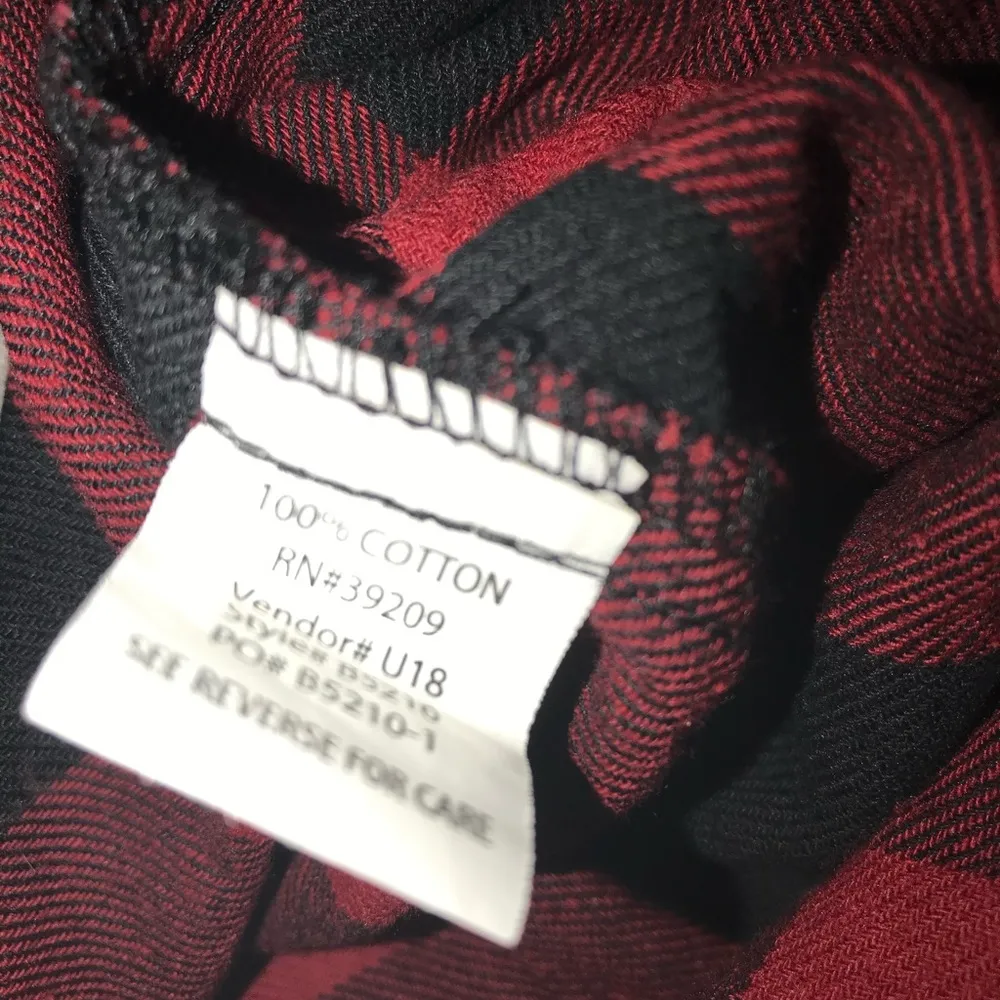 100% COTTON
RN#39209
Vendor# U18
Style# B5210
PO# B5210-1
SEE REVERSE FOR CARE